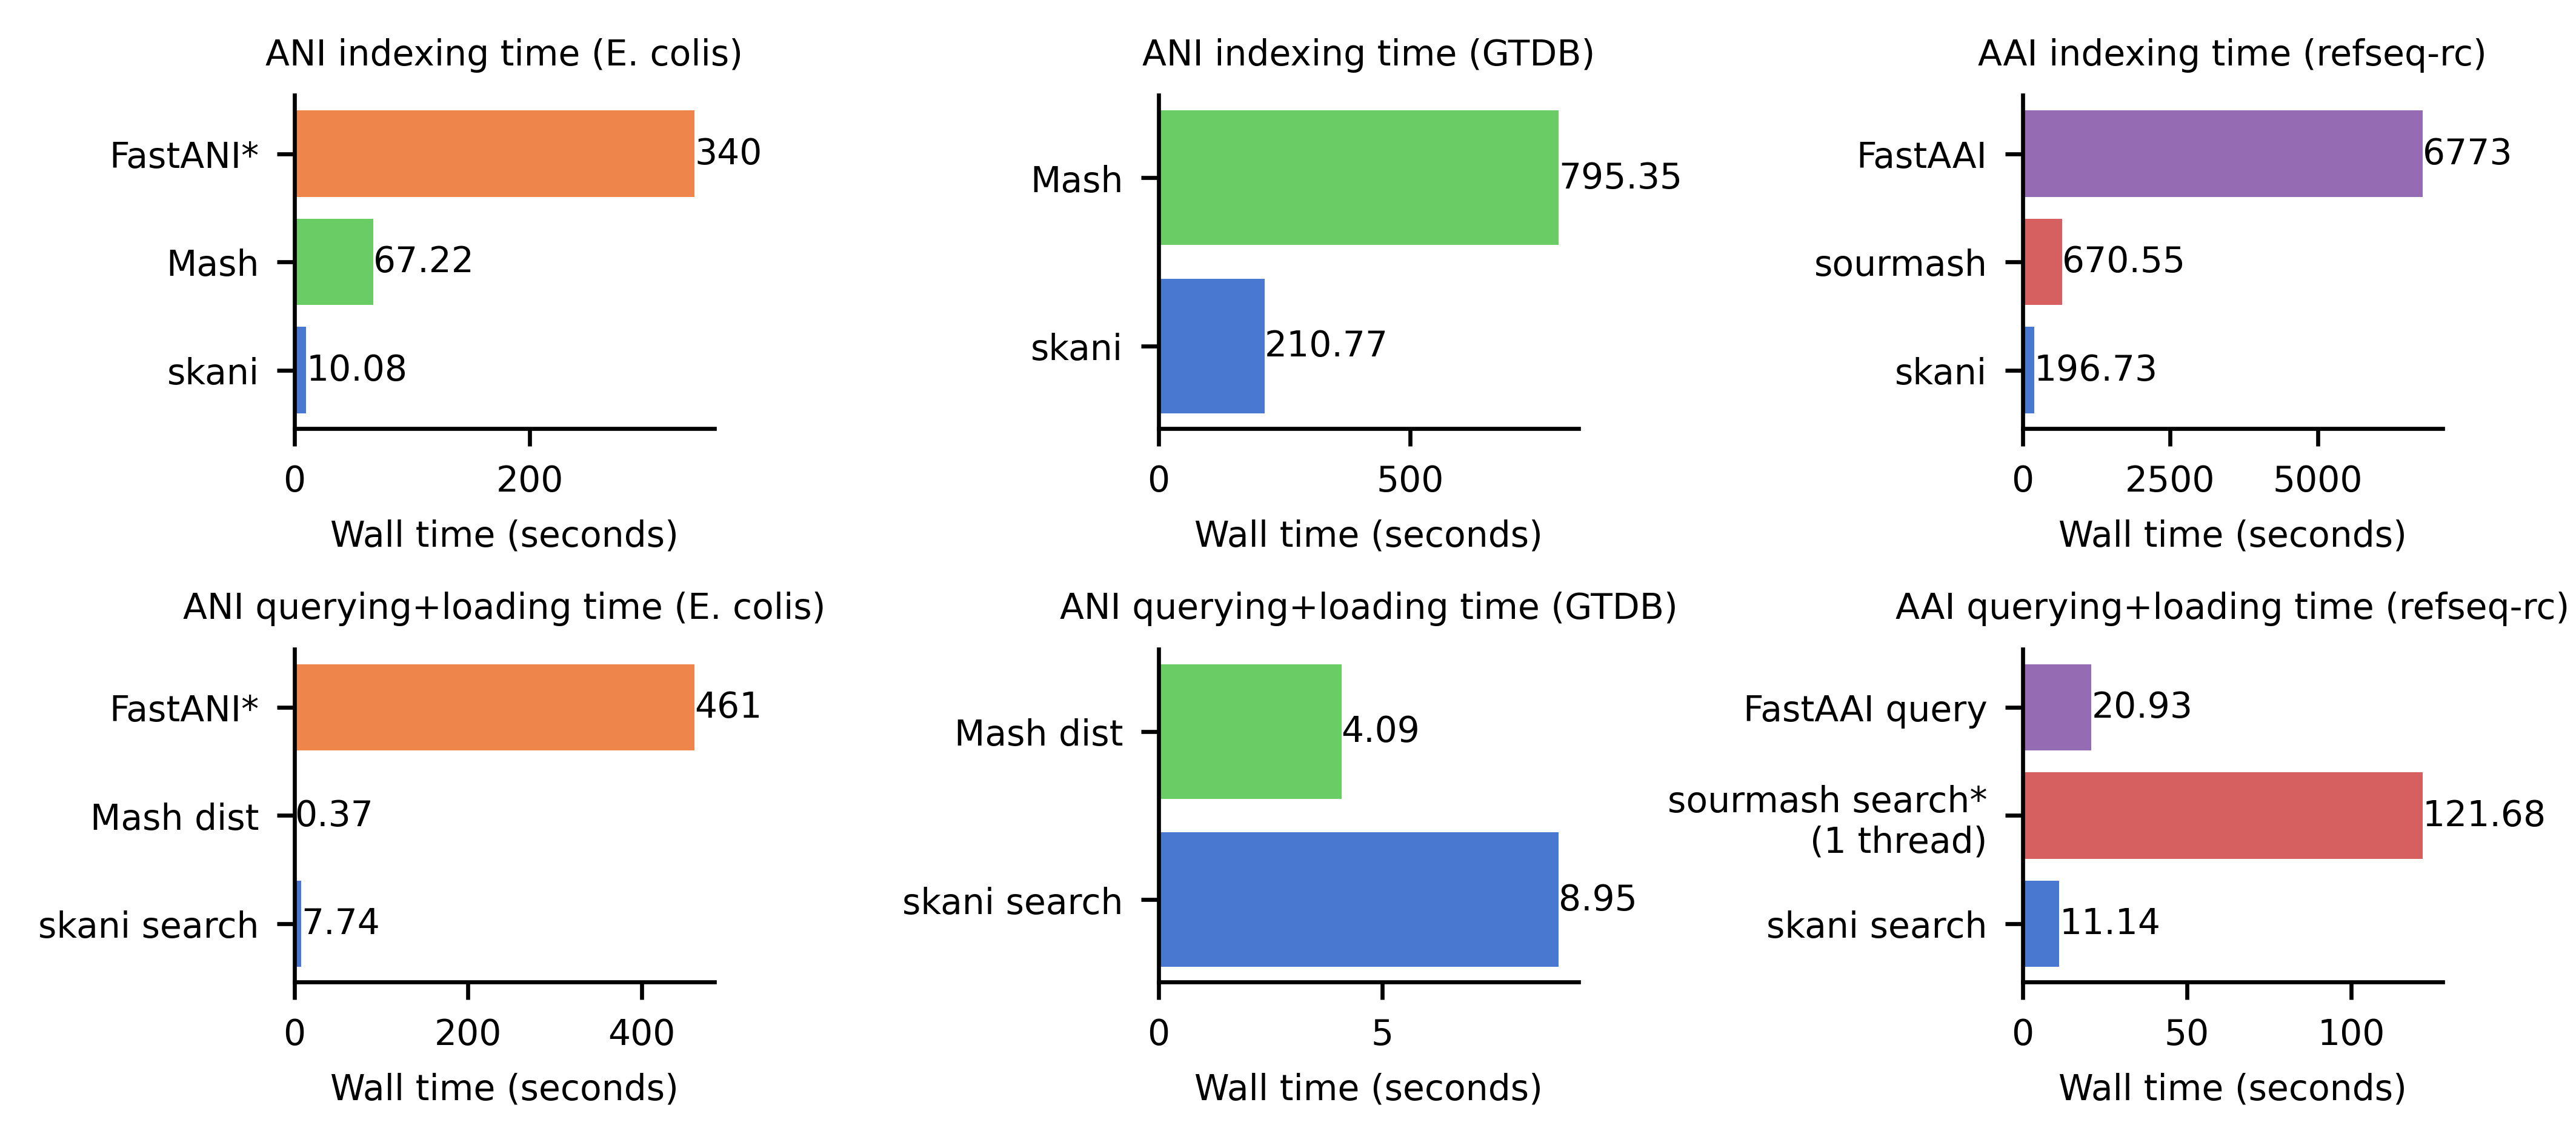 ANI indexing time (E. colis)
FastANI*
340
Mash
67.22
skani
10.08
0
200
Wall time (seconds)
ANI indexing time (GTDB)
Mash
795.35
skani
210.77
0
500
Wall time (seconds)
AAI indexing time (refseq-rc)
FastAAI
6773
sourmash
670.55
skani
196.73
0
2500
5000
Wall time (seconds)
ANI querying+loading time (E. colis)
FastANI*
461
Mash dist
0.37
skani search
7.74
0
200
400
Wall time (seconds)
ANI querying+loading time (GTDB)
Mash dist
4.09
skani search
8.95
0
5
Wall time (seconds)
AAI querying+loading time (refseq-rc)
FastAAI query
20.93
sourmash search*
(1 thread)
121.68
skani search
11.14
0
50
100
Wall time (seconds)